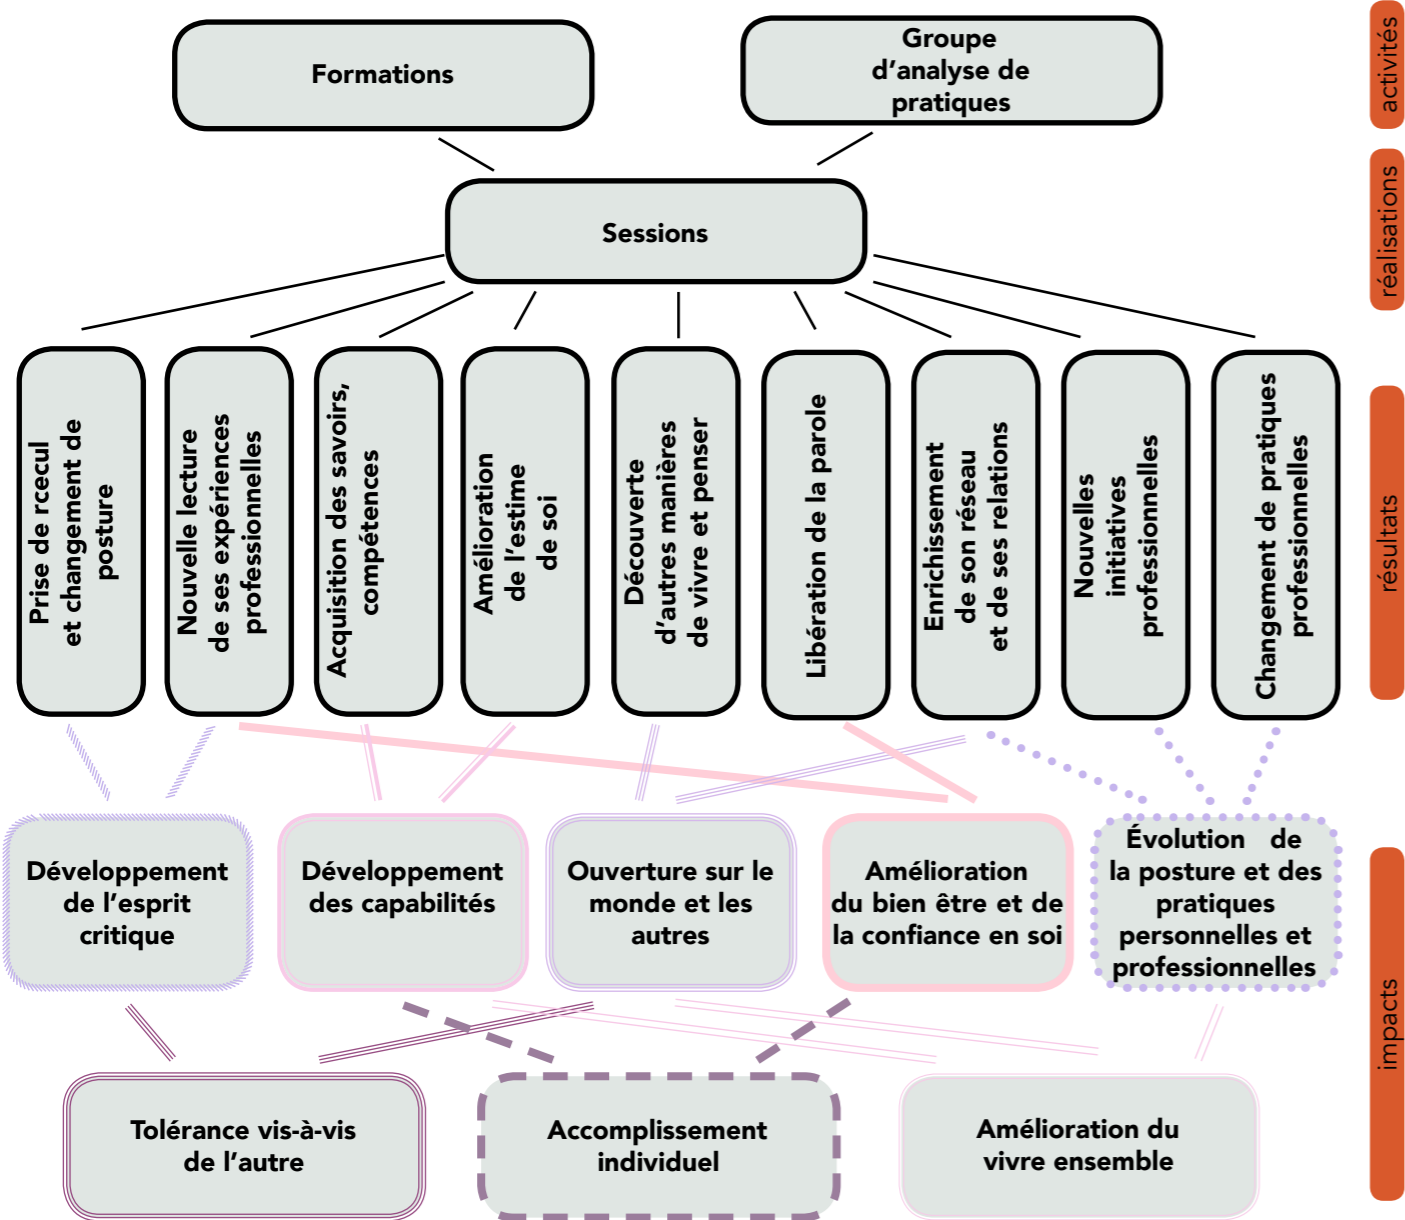 Formations
Groupe
d'analyse de
pratiques
activités
Sessions
réalisations
Prise de rcecul
et changement de
posture
Nouvelle lecture
de ses expériences
professionnelles
Acquisition des savoirs,
compétences
Amélioration
de l'estime
de soi
Découverte
d'autres manières
de vivre et penser
Libération de la parole
Enrichissement
de son réseau
et de ses relations
Nouvelles
initiatives
professionnelles
Changement de pratiques
professionnelles
résultats
Développement
de l'esprit
critique
Développement
des capabilités
Ouverture sur le
monde et les
autres
Amélioration
du bien être et de
la confiance en soi
Évolution de
la posture et des
pratiques
personnelles et
professionnelles
impacts
Tolérance vis-à-vis
de l'autre
Accomplissement
individuel
Amélioration du
vivre ensemble